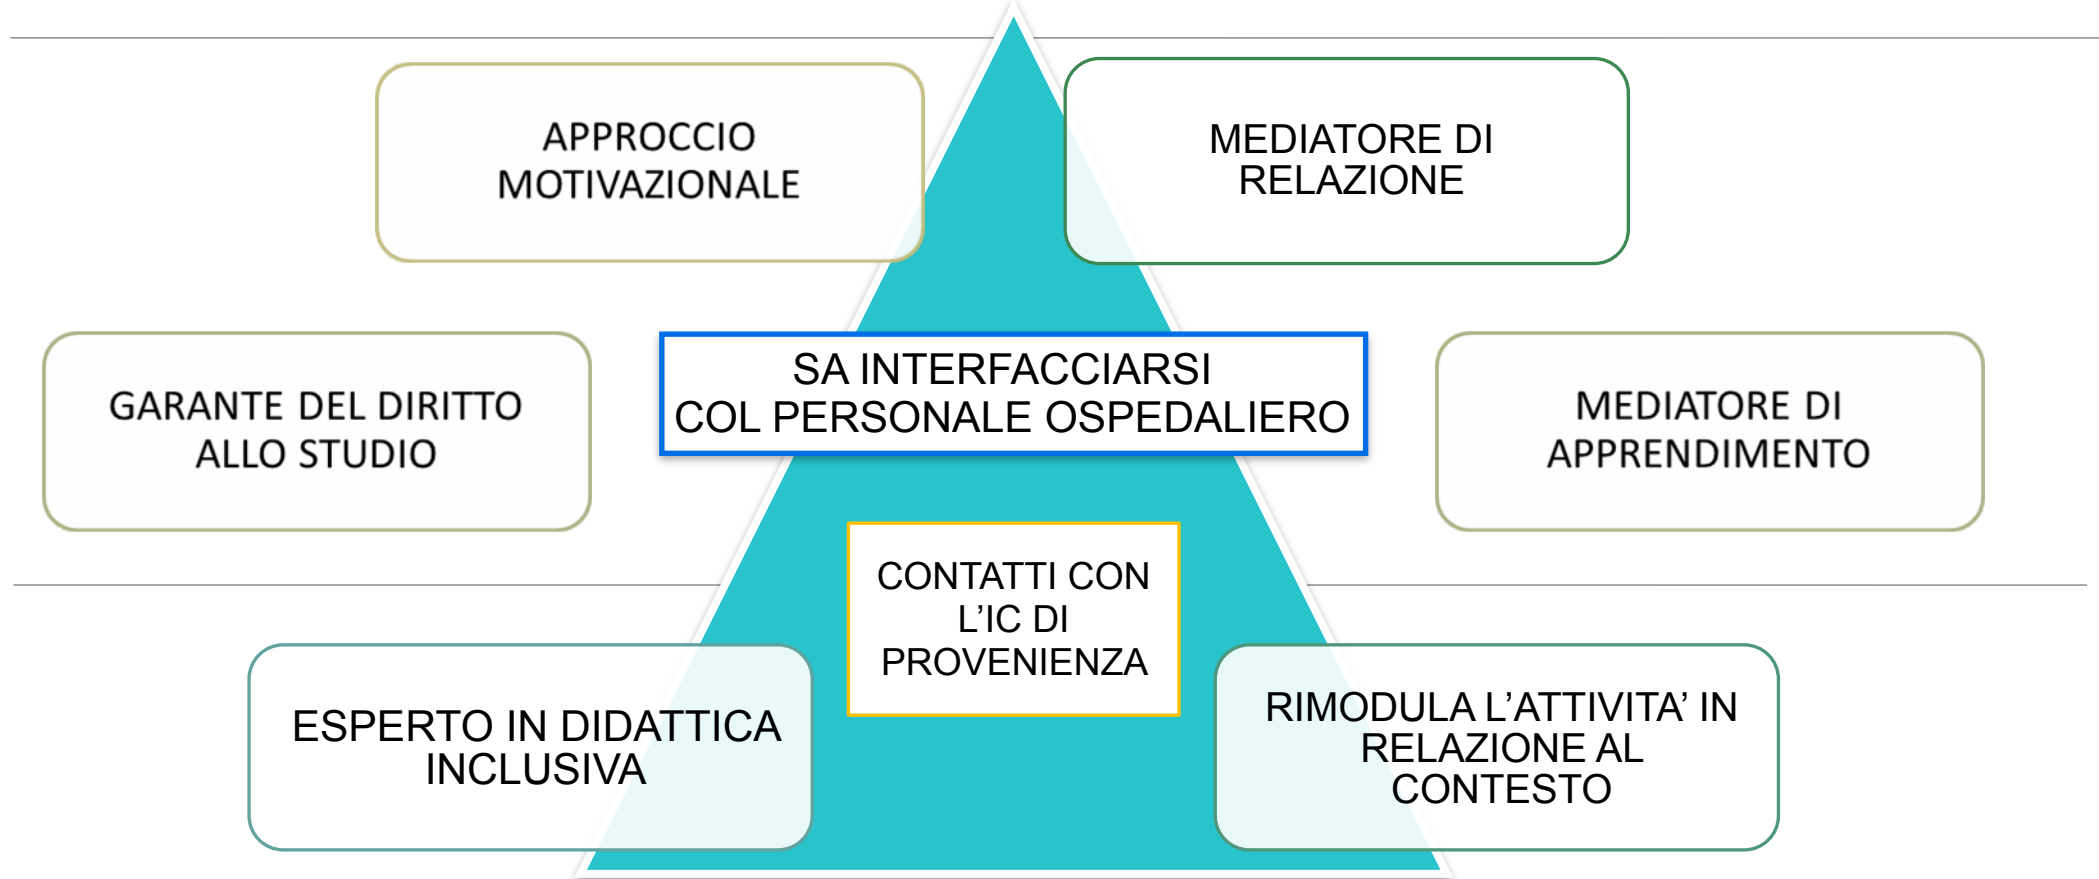 APPROCCIO
MOTIVAZIONALE
MEDIATORE DI
RELAZIONE
GARANTE DEL DIRITTO
ALLO STUDIO
SA INTERFACCIARSI
COL PERSONALE OSPEDALIERO
MEDIATORE DI
APPRENDIMENTO
CONTATTI CON
L’IC DI
PROVENIENZA
ESPERTO IN DIDATTICA
INCLUSIVA
RIMODULA L’ATTIVITA’ IN
RELAZIONE AL
CONTESTO